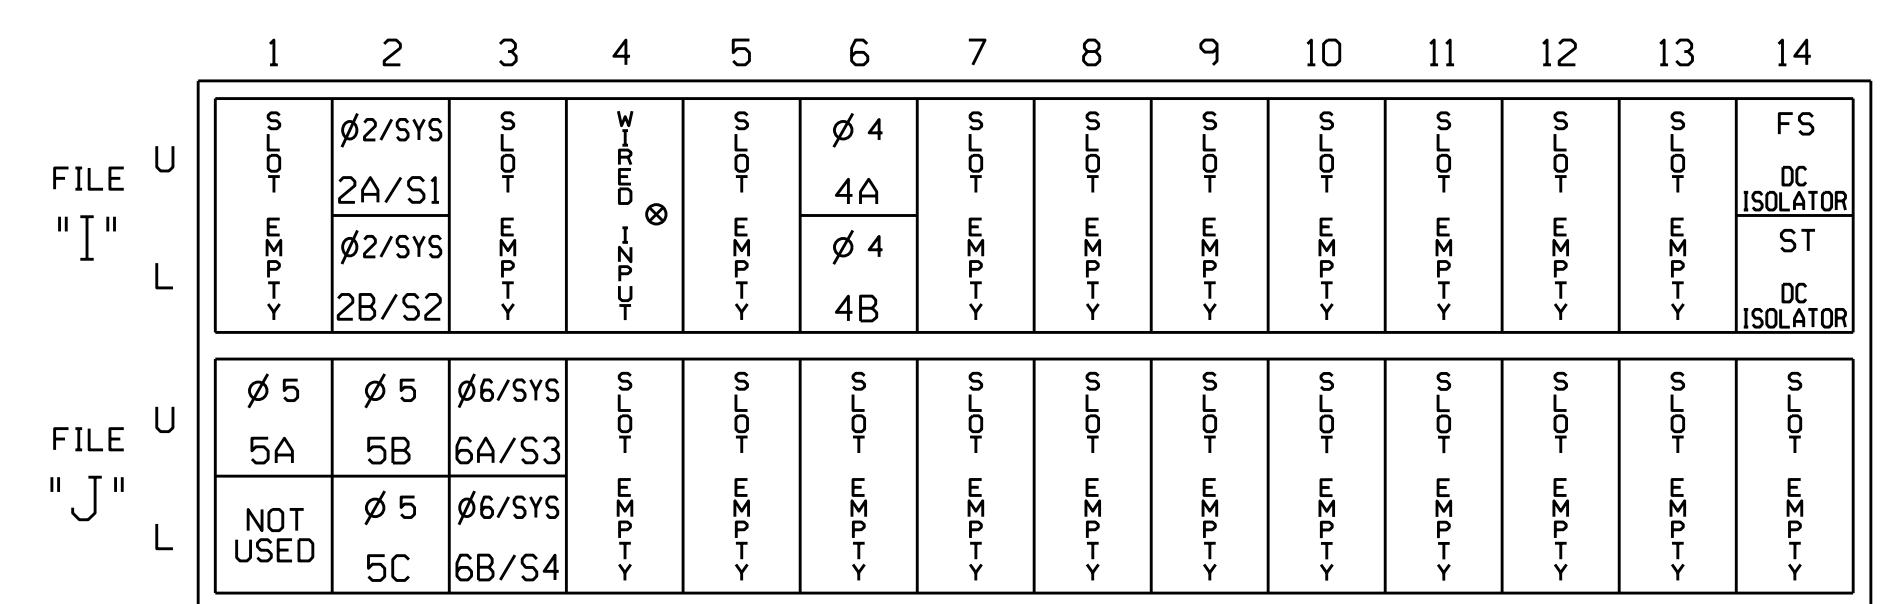 1 2 3 4 5 6 7 8 9 10 11 12 13 14
FILE "I"
U
L
SLOT EMPTY
Ø2/SYS
2A/S1
Ø2/SYS
2B/S2
SLOT EMPTY
WIRED INPUT
SLOT EMPTY
Ø 4
4A
Ø 4
4B
SLOT EMPTY
SLOT EMPTY
SLOT EMPTY
SLOT EMPTY
SLOT EMPTY
SLOT EMPTY
SLOT EMPTY
FS
DC
ISOLATOR
ST
DC
ISOLATOR
FILE "J"
U
L
Ø 5
5A
NOT
USED
Ø 5
5B
Ø 5
5C
Ø6/SYS
6A/S3
Ø6/SYS
6B/S4
SLOT EMPTY
SLOT EMPTY
SLOT EMPTY
SLOT EMPTY
SLOT EMPTY
SLOT EMPTY
SLOT EMPTY
SLOT EMPTY
SLOT EMPTY
SLOT EMPTY
SLOT EMPTY